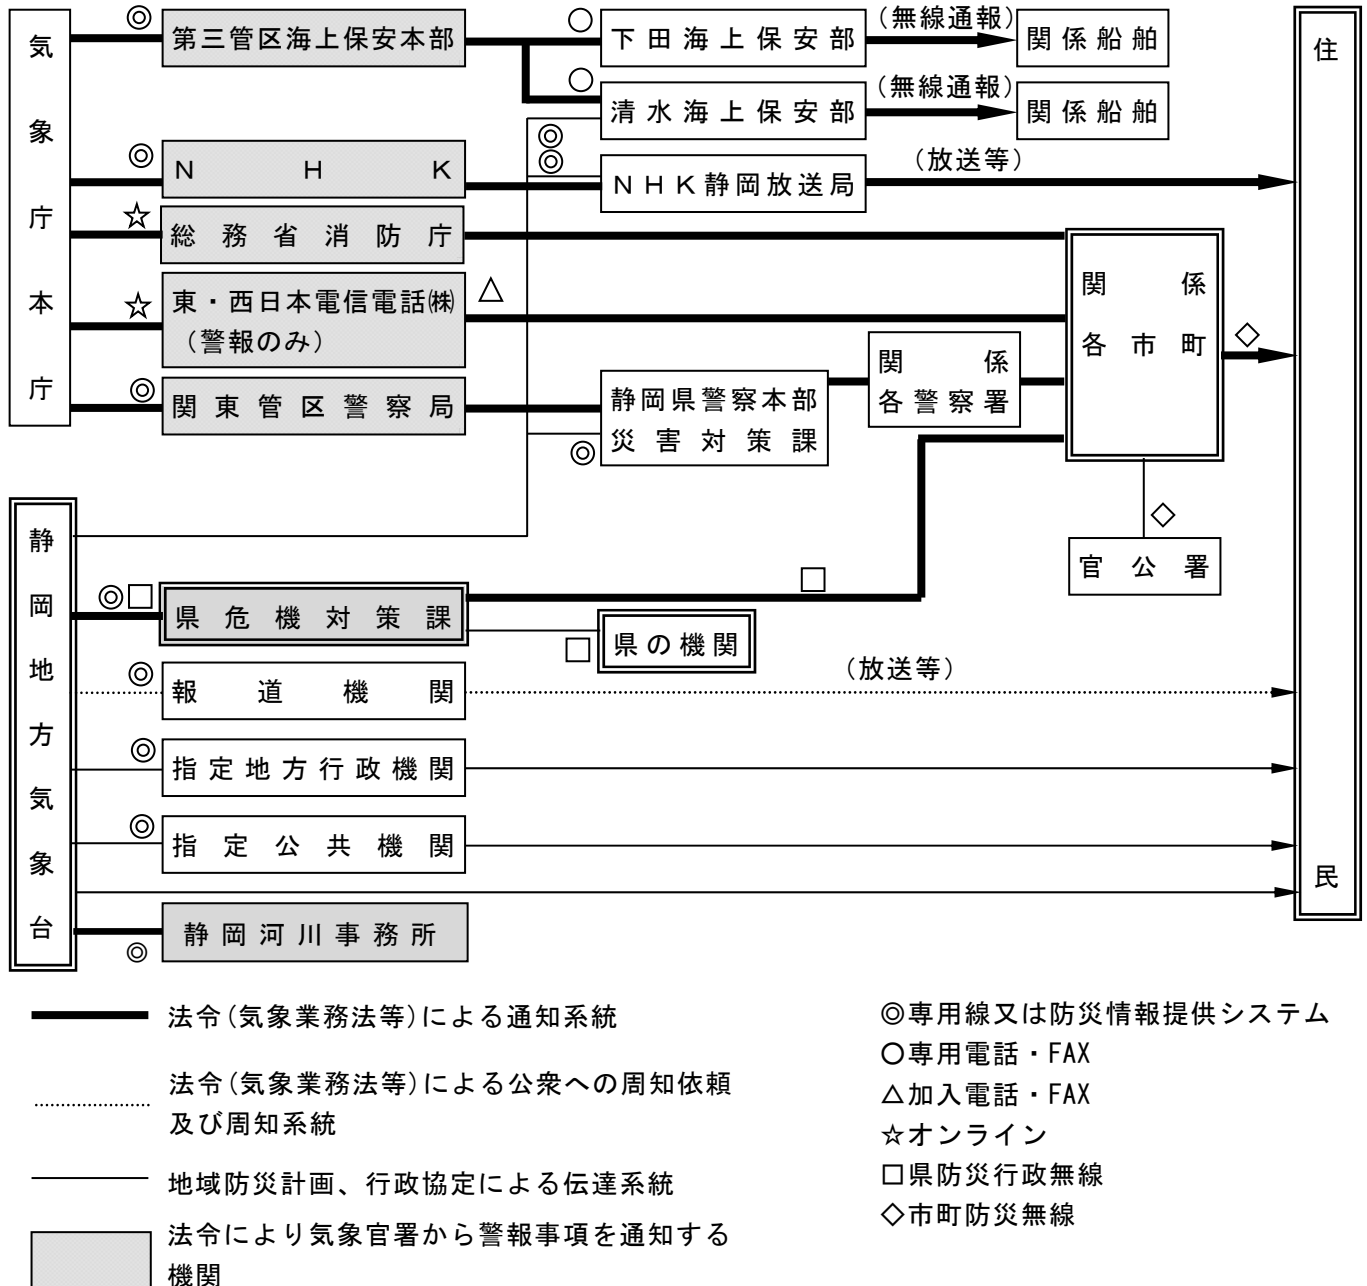 気象庁本庁
◎
第三管区海上保安本部
○
下田海上保安部
(無線通報)
関係船舶
○
清水海上保安部
(無線通報)
関係船舶
◎
NHK
◎
◎
NHK静岡放送局
(放送等)
☆
総務省消防庁
☆
東・西日本電信電話㈱
(警報のみ)
△
◎
関東管区警察局
◎
静岡県警察本部
災害対策課
関係
各警察署
関係
各市町
◇
◇
官公署
住民
静岡地方気象台
◎□
県危機対策課
□
□
県の機関
◎
報道機関
(放送等)
◎
指定地方行政機関
◎
指定公共機関
◎
静岡河川事務所
法令(気象業務法等)による通知系統
法令(気象業務法等)による公衆への周知依頼
及び周知系統
地域防災計画、行政協定による伝達系統
法令により気象官署から警報事項を通知する
機関
◎専用線又は防災情報提供システム
○専用電話・FAX
△加入電話・FAX
☆オンライン
□県防災行政無線
◇市町防災無線